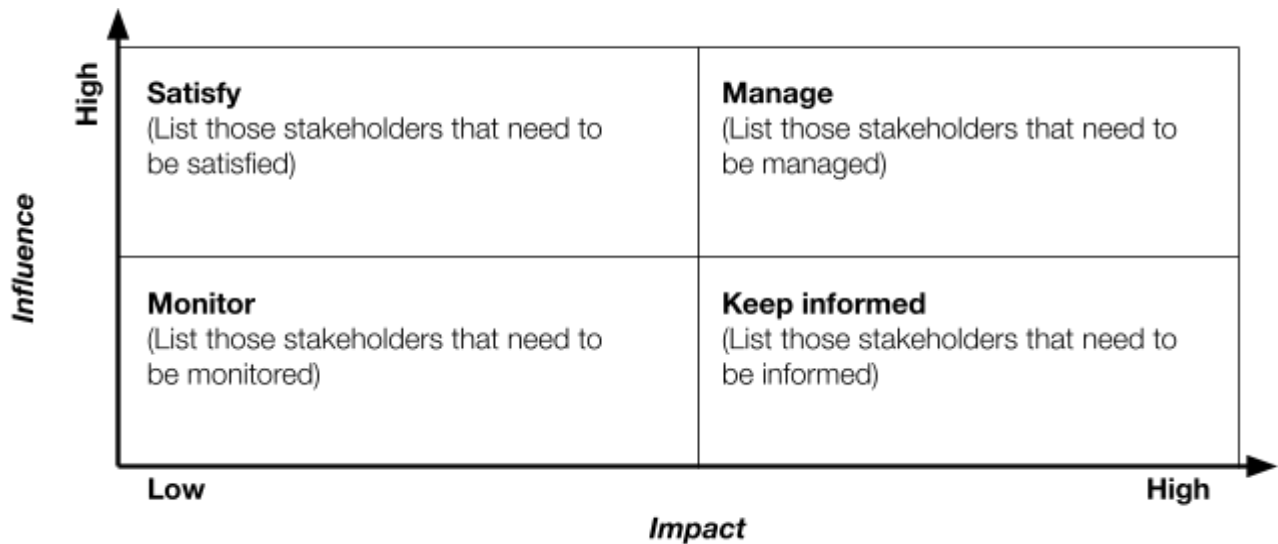 High
Influence
Satisfy
(List those stakeholders that need to
be satisfied)
Manage
(List those stakeholders that need to
be managed)
Monitor
(List those stakeholders that need to
be monitored)
Keep informed
(List those stakeholders that need to
be informed)
Low
High
Impact